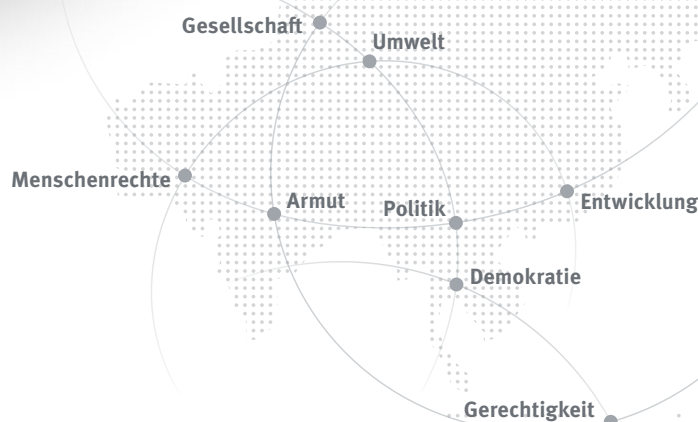 Gesellschaft
Umwelt
Menschenrechte
Armut
Politik
Entwicklung
Demokratie
Gerechtigkeit